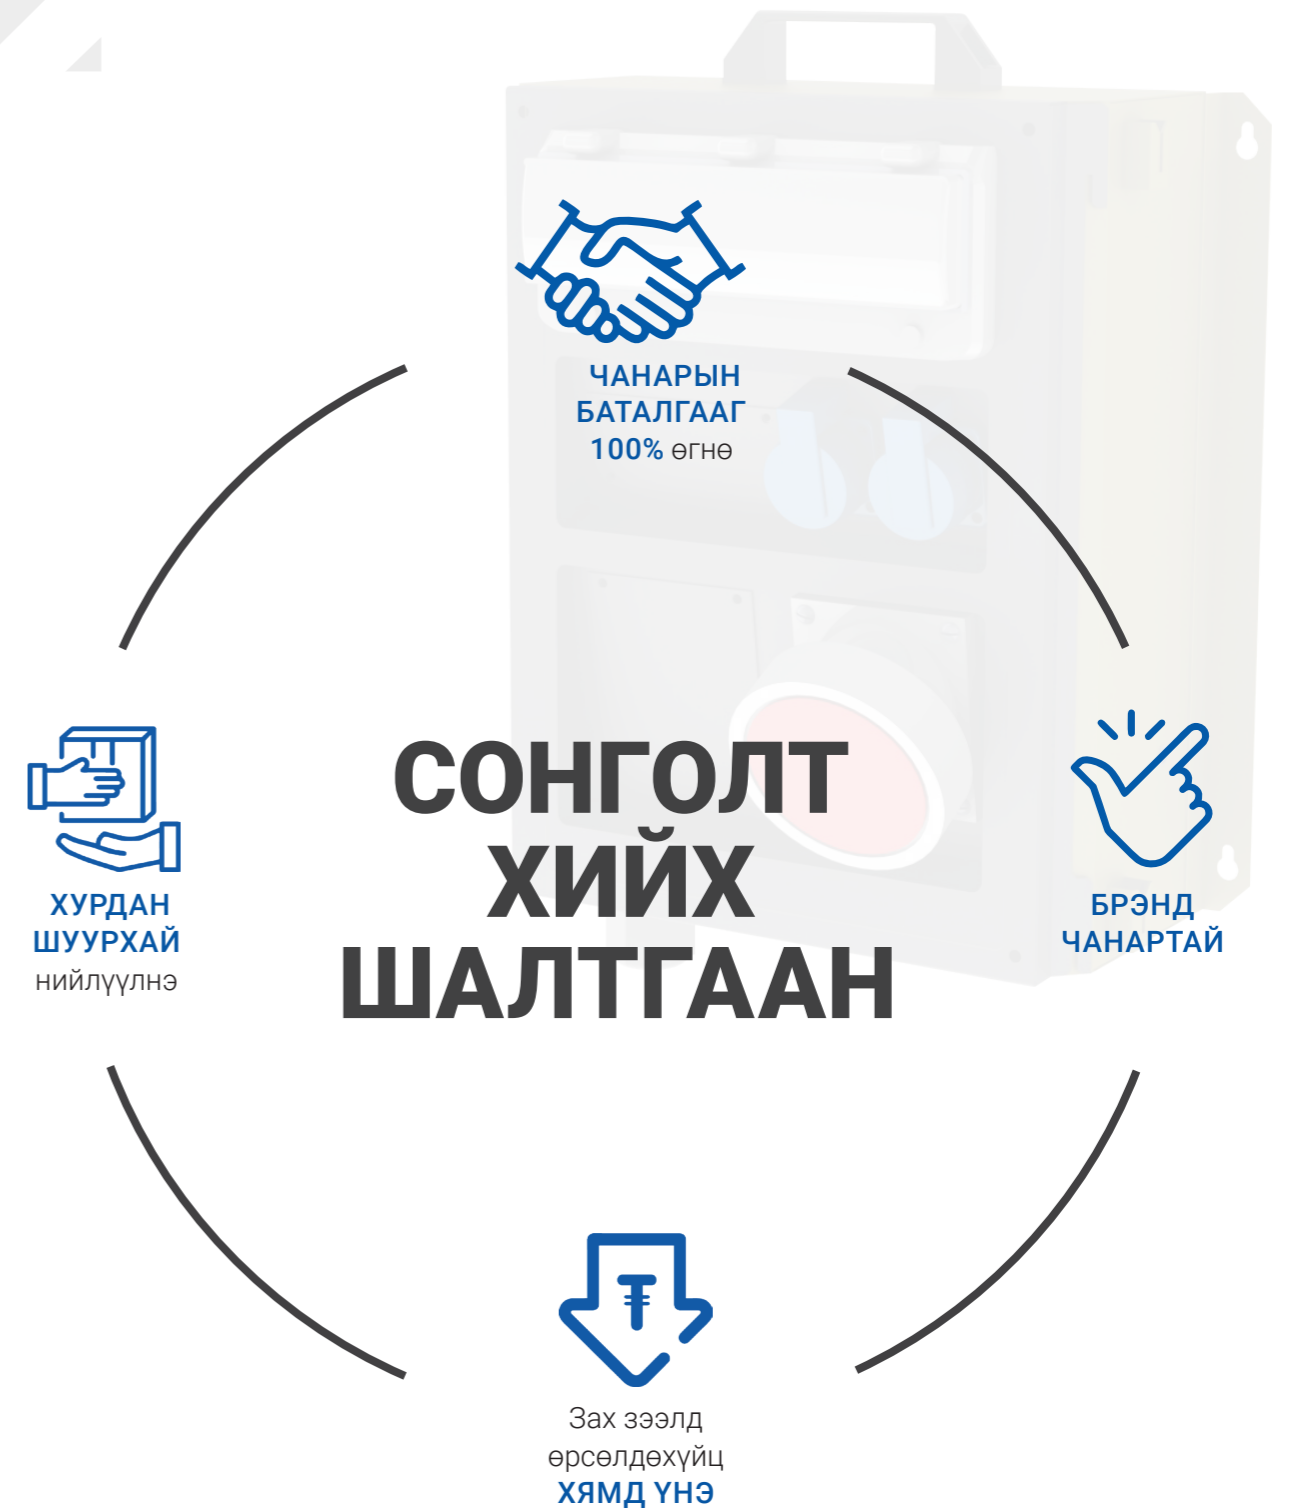 ЧАНАРЫН
БАТАЛГААГ
100% өгнө
СОНГОЛТ
ХИЙХ
ШАЛТГААН
ХУРДАН
ШУУРХАЙ
нийлүүлнэ
БРЭНД
ЧАНАРТАЙ
₮
Зах зээлд
өрсөлдөхүйц
ХЯМД ҮНЭ